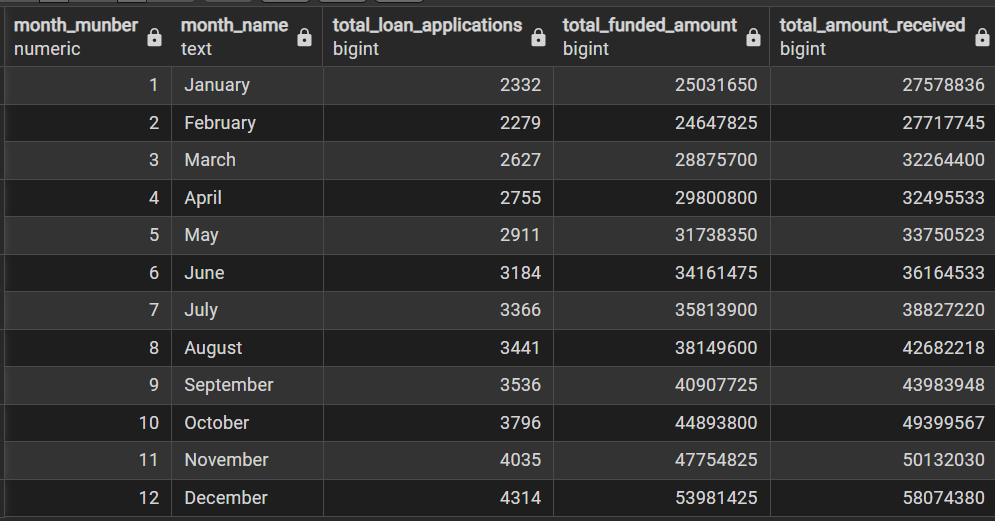 month_munber month_name total_loan_applications total_funded_amount total_amount_received
numeric text bigint bigint bigint
1 January 2332 25031650 27578836
2 February 2279 24647825 27717745
3 March 2627 28875700 32264400
4 April 2755 29800800 32495533
5 May 2911 31738350 33750523
6 June 3184 34161475 36164533
7 July 3366 35813900 38827220
8 August 3441 38149600 42682218
9 September 3536 40907725 43983948
10 October 3796 44893800 49399567
11 November 4035 47754825 50132030
12 December 4314 53981425 58074380